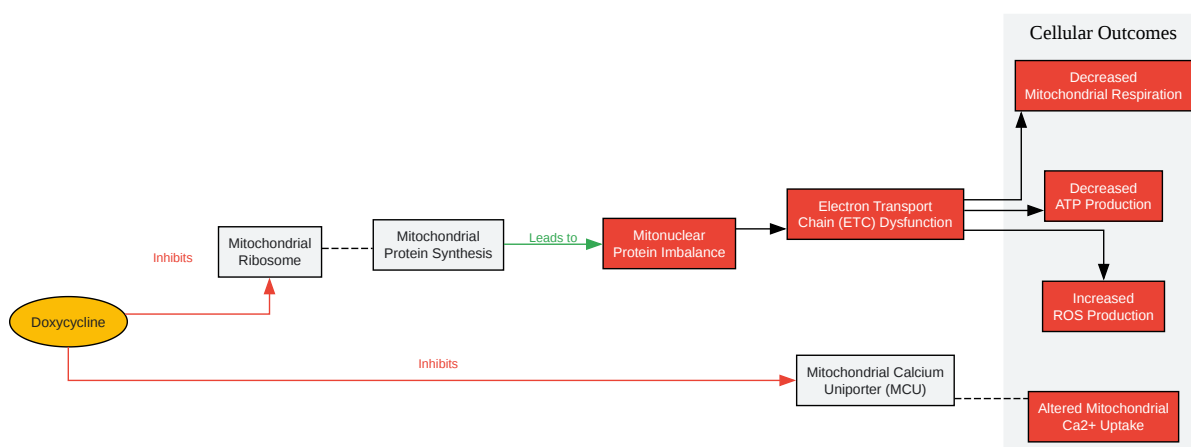 Cellular Outcomes
Decreased
Mitochondrial Respiration
Decreased
ATP Production
Electron Transport
Chain (ETC) Dysfunction
Mitochondrial
Protein Synthesis
Leads to
Mitonuclear
Protein Imbalance
Mitochondrial
Ribosome
Inhibits
Increased
ROS Production
Doxycycline
Inhibits
Mitochondrial Calcium
Uniporter (MCU)
Altered Mitochondrial
Ca2+ Uptake